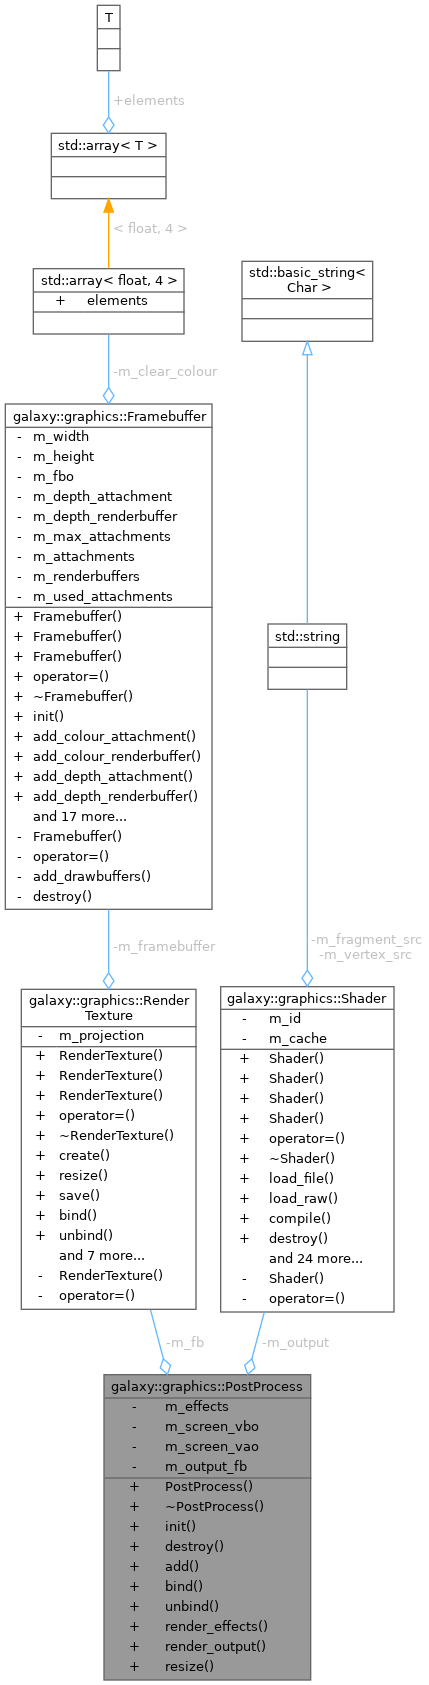 T
+elements
std::array< T >
< float, 4 >
std::array< float, 4 >
+ elements
std::basic_string<
Char >
-m_clear_colour
galaxy::graphics::Framebuffer
- m_width
- m_height
- m_fbo
- m_depth_attachment
- m_depth_renderbuffer
- m_max_attachments
- m_attachments
- m_renderbuffers
- m_used_attachments
+ Framebuffer()
+ Framebuffer()
+ Framebuffer()
+ operator=()
+ ~Framebuffer()
+ init()
+ add_colour_attachment()
+ add_colour_renderbuffer()
+ add_depth_attachment()
+ add_depth_renderbuffer()
and 17 more...
- Framebuffer()
- operator=()
- add_drawbuffers()
- destroy()
std::string
-m_framebuffer
-m_fragment_src
-m_vertex_src
galaxy::graphics::Render
Texture
- m_projection
+ RenderTexture()
+ RenderTexture()
+ RenderTexture()
+ operator=()
+ ~RenderTexture()
+ create()
+ resize()
+ save()
+ bind()
+ unbind()
and 7 more...
- RenderTexture()
- operator=()
galaxy::graphics::Shader
- m_id
- m_cache
+ Shader()
+ Shader()
+ Shader()
+ Shader()
+ operator=()
+ ~Shader()
+ load_file()
+ load_raw()
+ compile()
+ destroy()
and 24 more...
- Shader()
- operator=()
-m_fb
-m_output
galaxy::graphics::PostProcess
- m_effects
- m_screen_vbo
- m_screen_vao
- m_output_fb
+ PostProcess()
+ ~PostProcess()
+ init()
+ destroy()
+ add()
+ bind()
+ unbind()
+ render_effects()
+ render_output()
+ resize()